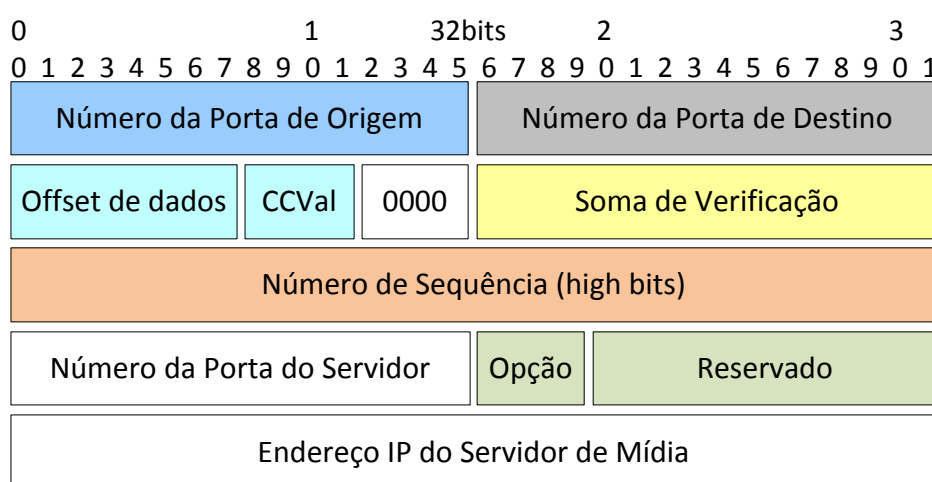 0 1 32bits 2 3
0 1 2 3 4 5 6 7 8 9 0 1 2 3 4 5 6 7 8 9 0 1 2 3 4 5 6 7 8 9 0 1
Número da Porta de Origem Número da Porta de Destino
Offset de dados CCVal 0000 Soma de Verificação
Número de Sequência (high bits)
Número da Porta do Servidor Opção Reservado
Endereço IP do Servidor de Mídia